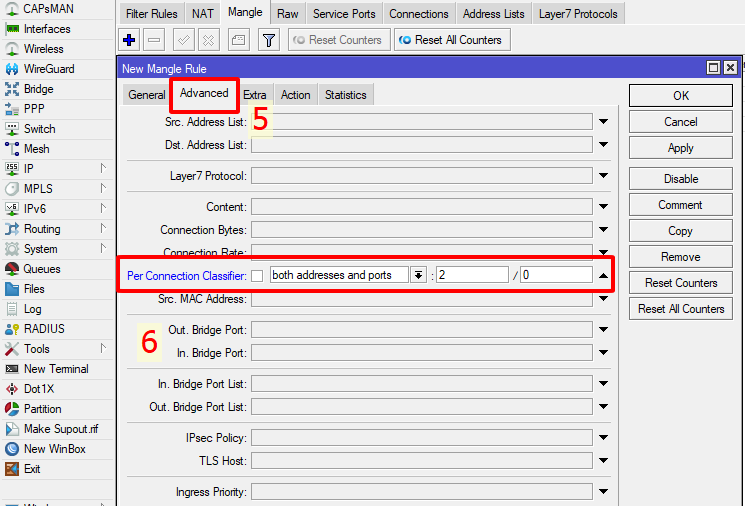 CAPsMAN
Interfaces
Wireless
WireGuard
Bridge
PPP
Switch
Mesh
IP
MPLS
IPv6
Routing
System
Queues
Files
Log
RADIUS
Tools
New Terminal
Dot1X
Partition
Make Supout.rif
New WinBox
Exit
Filter Rules NAT Mangle Raw Service Ports Connections Address Lists Layer7 Protocols
Reset Counters Reset All Counters
New Mangle Rule
General Advanced Extra Action Statistics
5
Src. Address List:
Dst. Address List:
Layer7 Protocol:
Content:
Connection Bytes:
Connection Rate:
Per Connection Classifier: both addresses and ports : 2 / 0
Src. MAC Address:
6
Out. Bridge Port:
In. Bridge Port:
In. Bridge Port List:
Out. Bridge Port List:
IPsec Policy:
TLS Host:
Ingress Priority:
OK
Cancel
Apply
Disable
Comment
Copy
Remove
Reset Counters
Reset All Counters